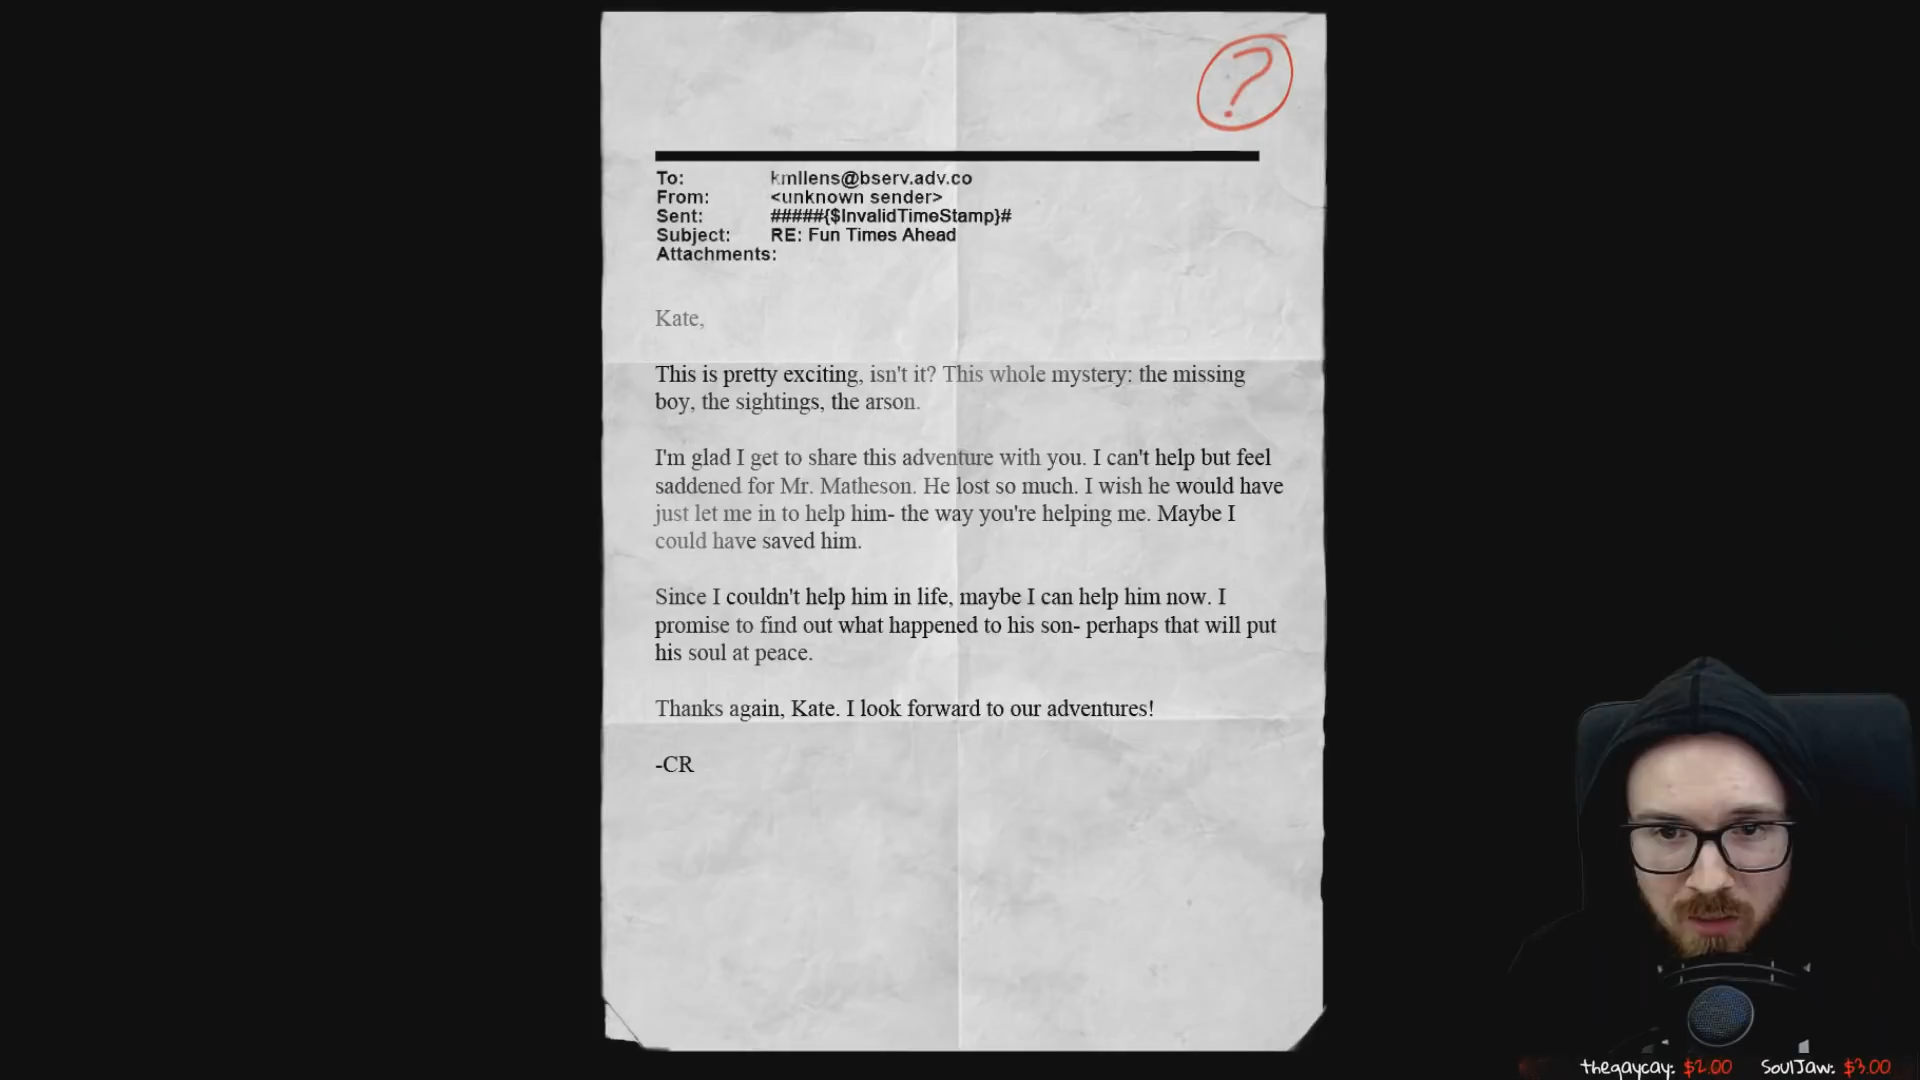 ?
To: kmllens@bserv.adv.co
From: <unknown sender>
Sent: #####{$InvalidTimeStamp}#
Subject: RE: Fun Times Ahead
Attachments:
Kate,
This is pretty exciting, isn't it? This whole mystery: the missing
boy, the sightings, the arson.
I'm glad I get to share this adventure with you. I can't help but feel
saddened for Mr. Matheson. He lost so much. I wish he would have
just let me in to help him- the way you're helping me. Maybe I
could have saved him.
Since I couldn't help him in life, maybe I can help him now. I
promise to find out what happened to his son- perhaps that will put
his soul at peace.
Thanks again, Kate. I look forward to our adventures!
-CR
thegaycay: $2.00 SoulJaw: $3.00